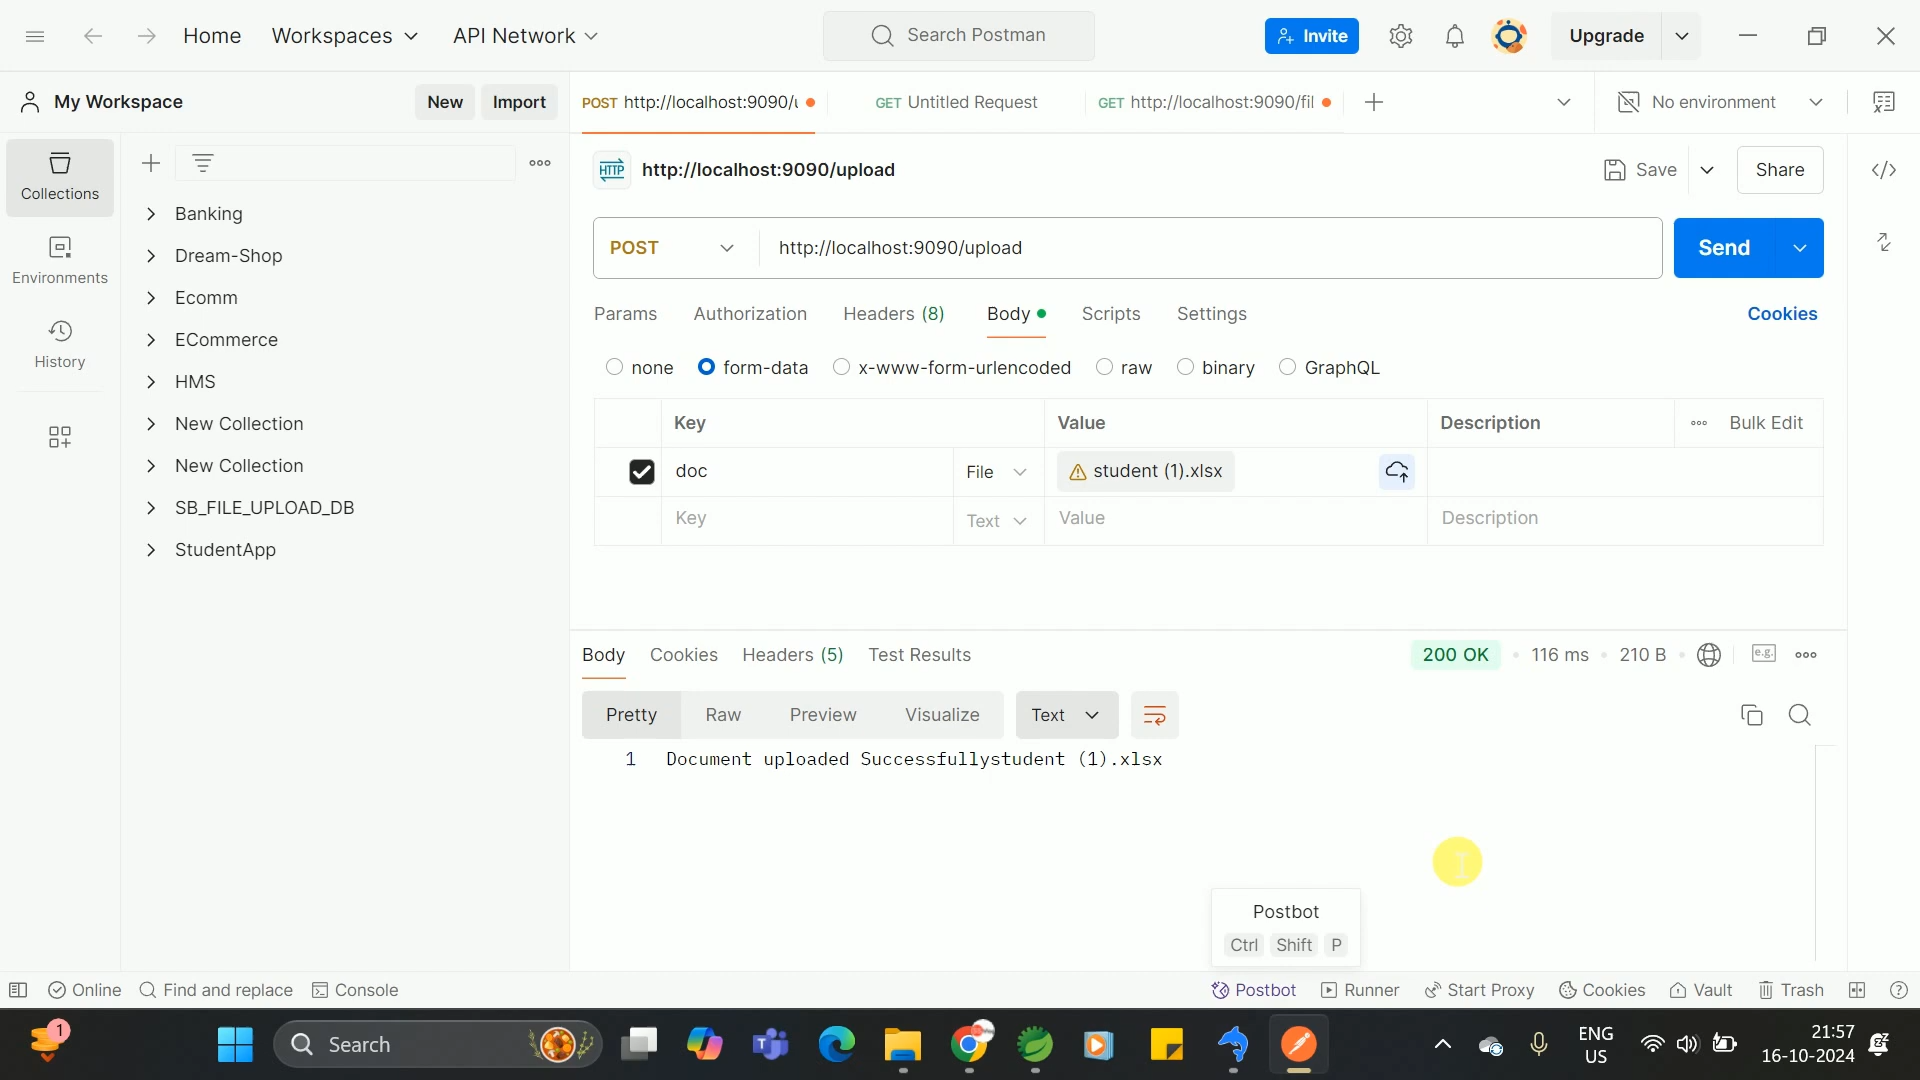 Home
Workspaces
API Network
Search Postman
Invite
Upgrade
My Workspace
New
Import
POST http://localhost:9090/u
GET Untitled Request
GET http://localhost:9090/fil
No environment
Collections
Environments
History
Banking
Dream-Shop
Ecomm
ECommerce
HMS
New Collection
New Collection
SB_FILE_UPLOAD_DB
StudentApp
HTTP
http://localhost:9090/upload
Save
Share
POST
http://localhost:9090/upload
Send
Params
Authorization
Headers (8)
Body
Scripts
Settings
Cookies
none
form-data
x-www-form-urlencoded
raw
binary
GraphQL
Key
Value
Description
Bulk Edit
doc
File
student (1).xlsx
Key
Text
Value
Description
Body
Cookies
Headers (5)
Test Results
200 OK
116 ms
210 B
e.g.
Pretty
Raw
Preview
Visualize
Text
1 Document uploaded Successfullystudent (1).xlsx
Postbot
Ctrl Shift P
Online
Find and replace
Console
Postbot
Runner
Start Proxy
Cookies
Vault
Trash
1
Search
ENG
US
21:57
16-10-2024